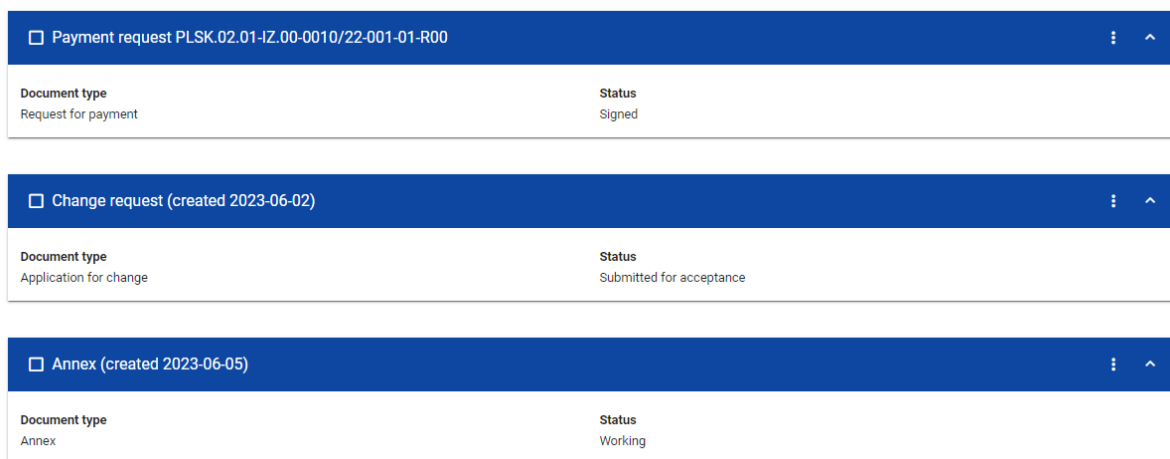 Payment request PLSK.02.01-IZ.00-0010/22-001-01-R00
Document type Status
Request for payment Signed
Change request (created 2023-06-02)
Document type Status
Application for change Submitted for acceptance
Annex (created 2023-06-05)
Document type Status
Annex Working